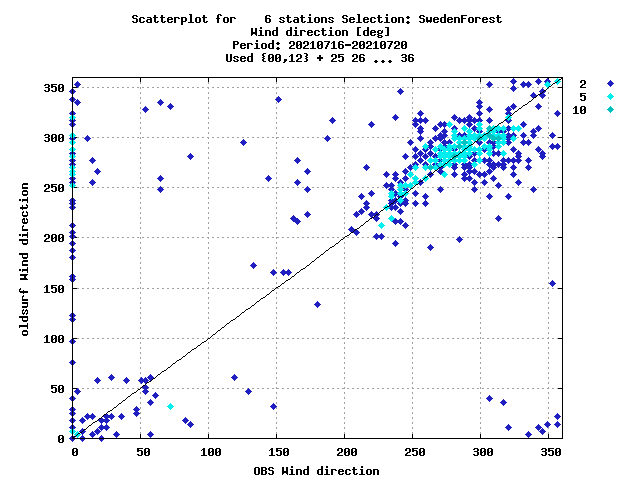 Scatterplot for    6 stations Selection: SwedenForest
Wind direction [deg]
Period: 20210716-20210720
Used {00,12} + 25 26 ... 36
2
5
10
350
300
250
200
150
100
50
0
oldsurf Wind direction
0 50 100 150 200 250 300 350
OBS Wind direction